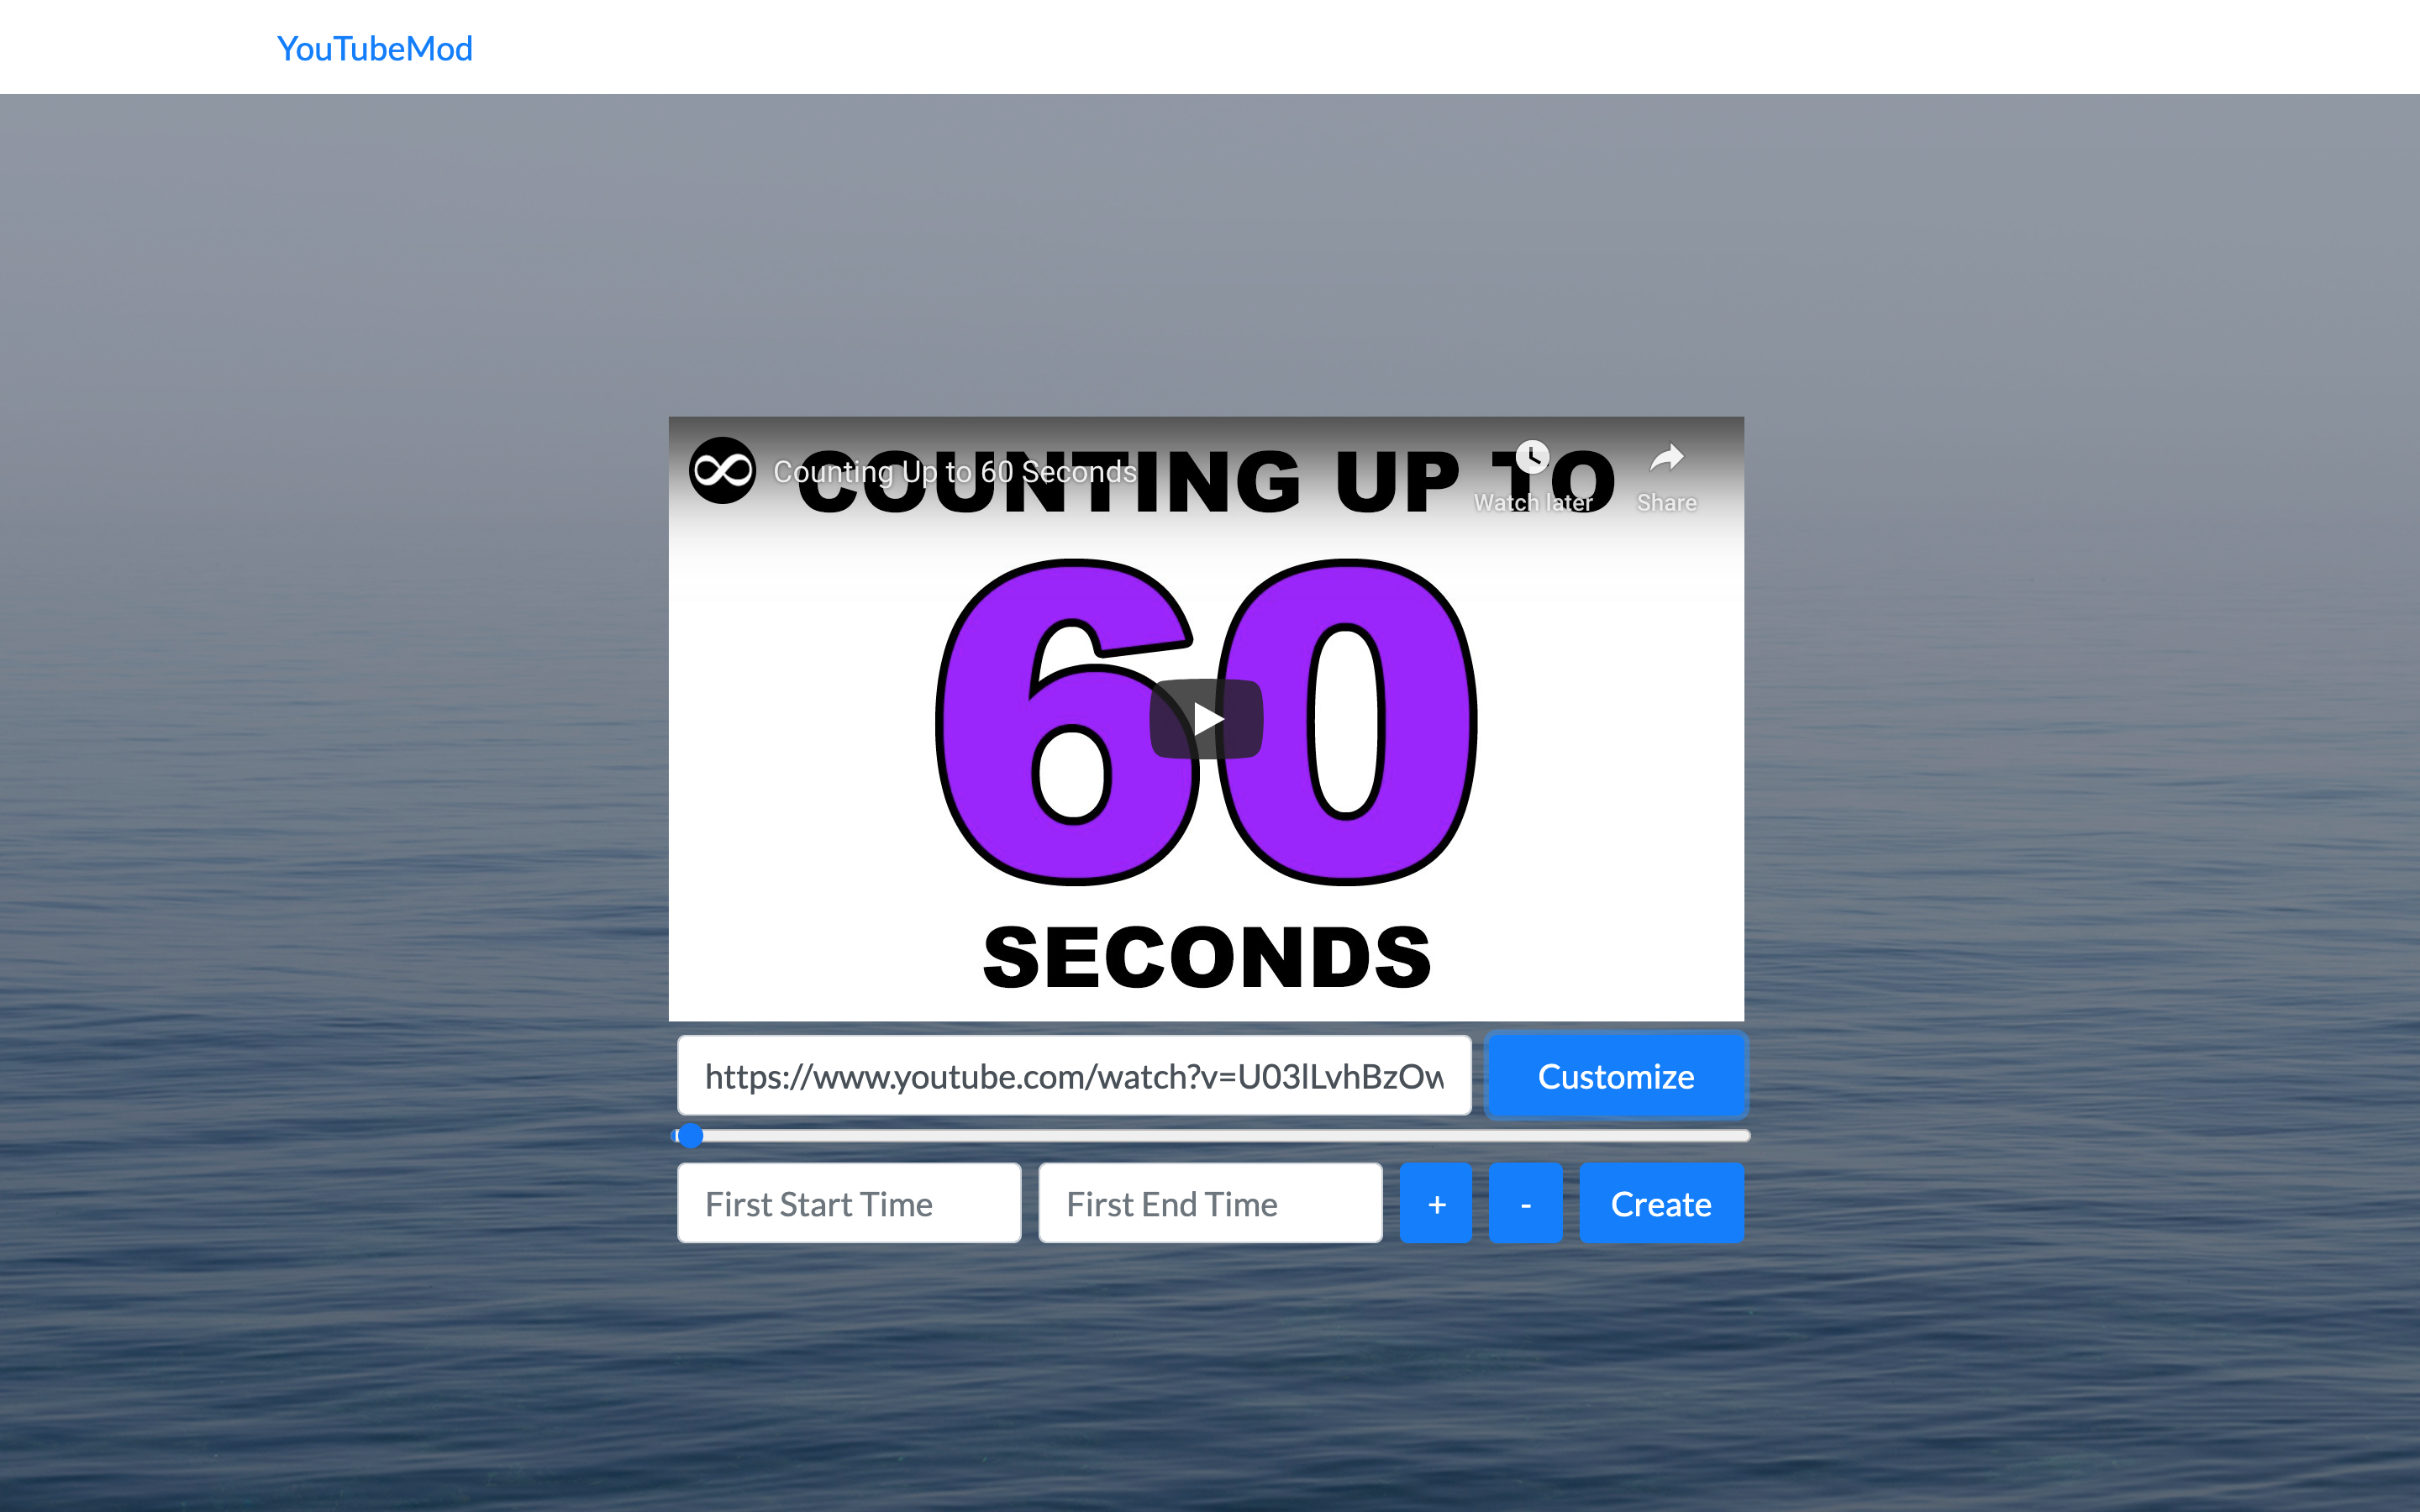 YouTubeMod
Counting Up to 60 Seconds
COUNTING UP TO
Watch later
Share
60
SECONDS
https://www.youtube.com/watch?v=U03lLvhBzOw
Customize
First Start Time
First End Time
+
-
Create